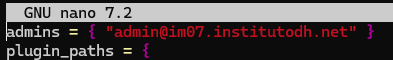 GNU nano 7.2
admins = { "admin@im07.institutodh.net" }
plugin_paths = {